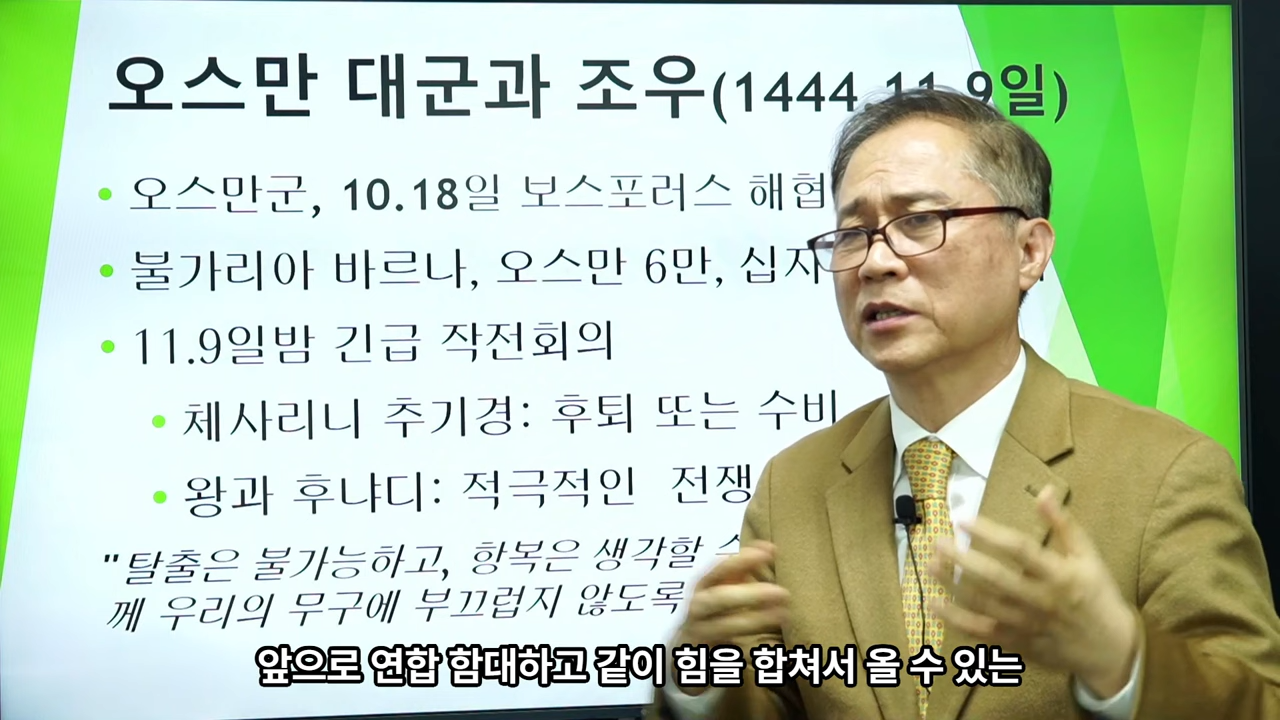 오스만 대군과 조우(1444.11.9일)
• 오스만군, 10.18일 보스포러스 해협
• 불가리아 바르나, 오스만 6만, 십자
• 11.9일밤 긴급 작전회의
• 체사리니 추기경: 후퇴 또는 수비
• 왕과 후냐디: 적극적인 전쟁
"탈출은 불가능하고, 항복은 생각할
께 우리의 무구에 부끄럽지 않도록
앞으로 연합 함대하고 같이 힘을 합쳐서 올 수 있는